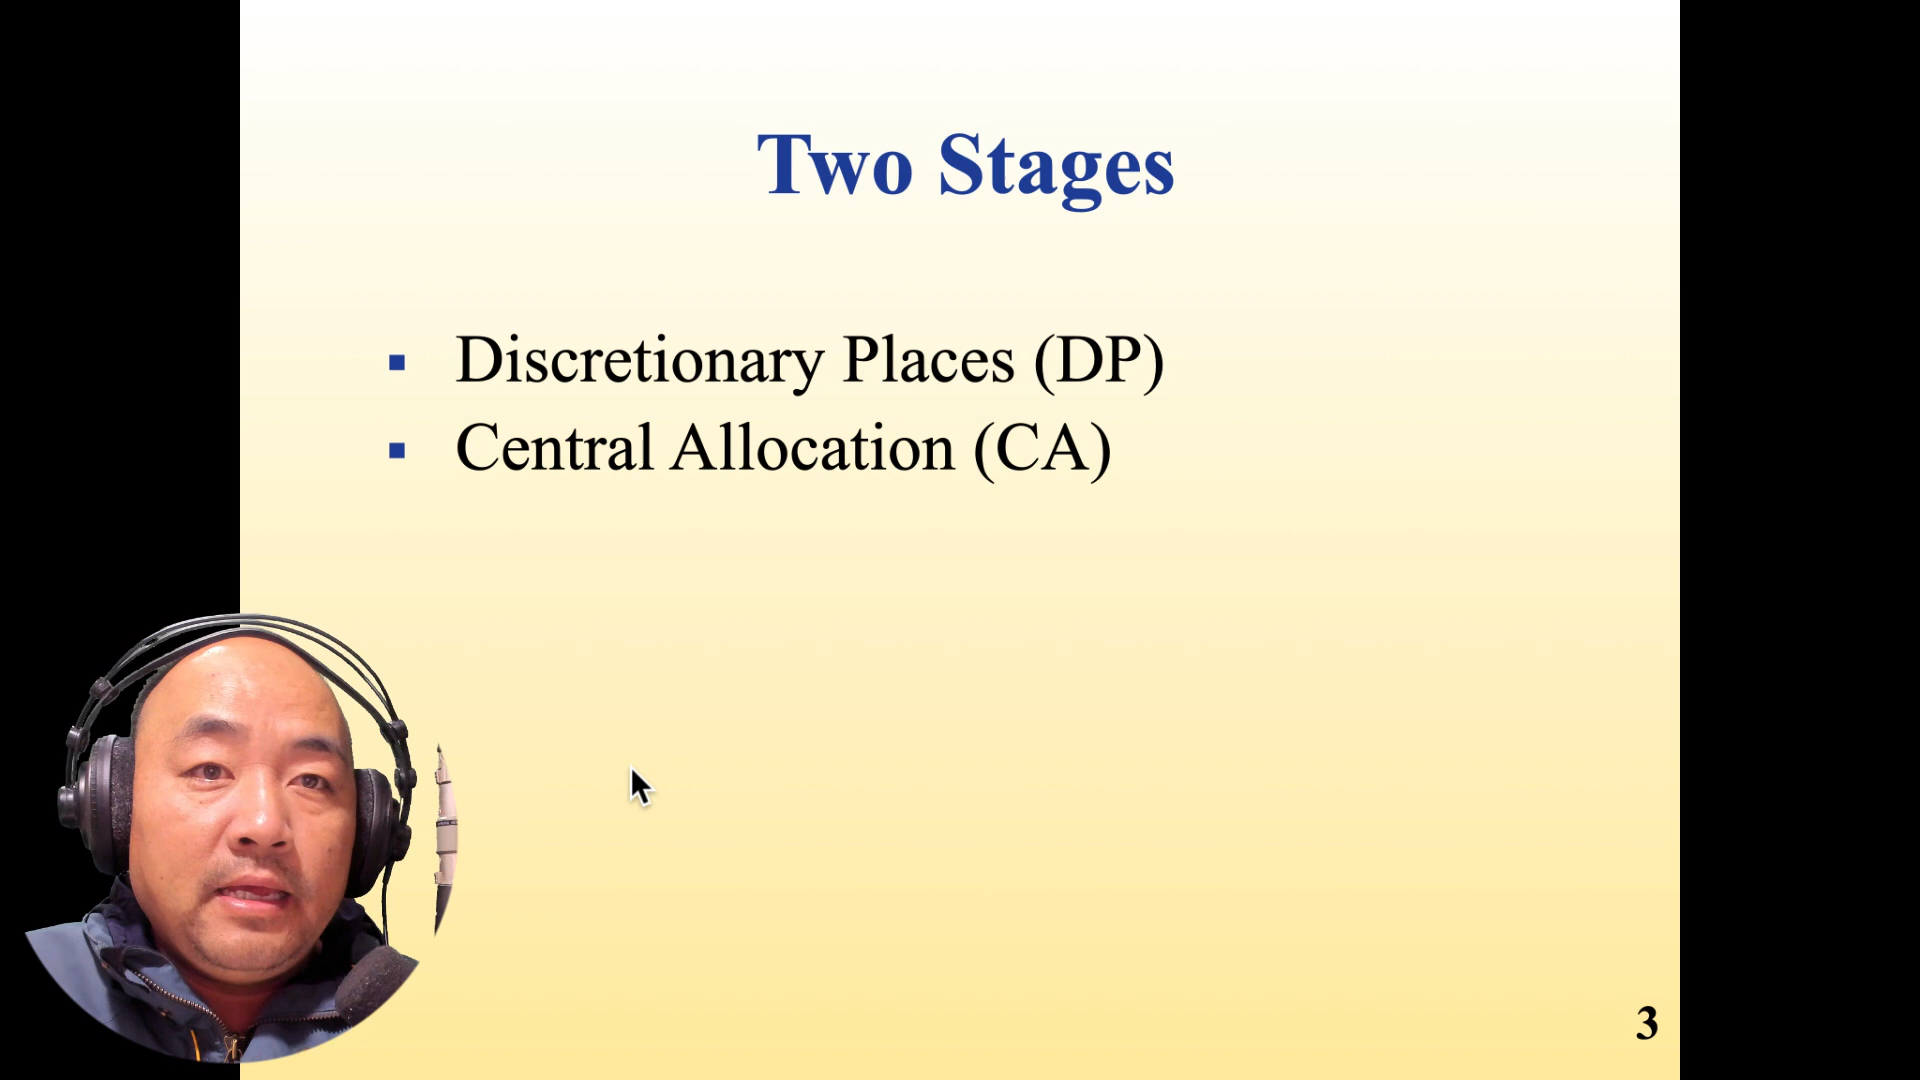 Two Stages
Discretionary Places (DP)
Central Allocation (CA)
3